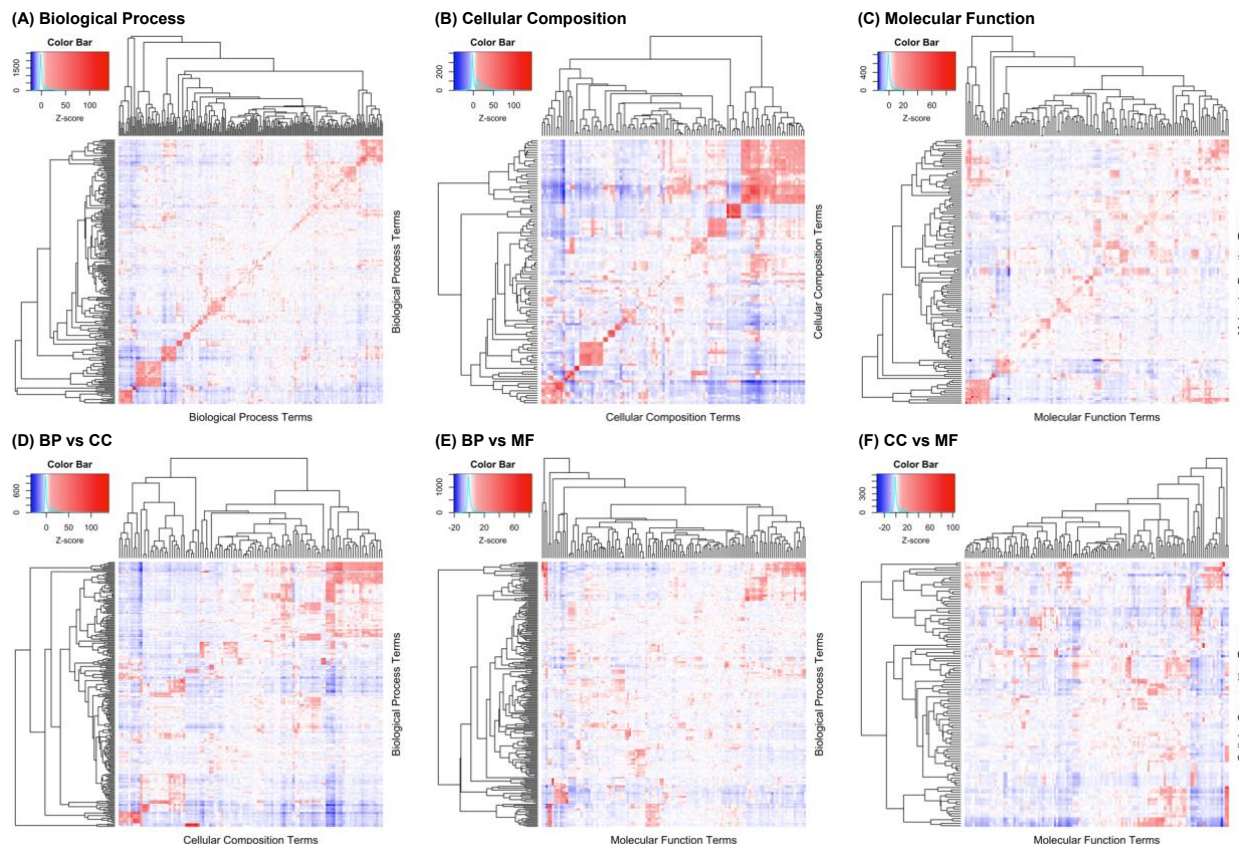 (A) Biological Process
(B) Cellular Composition
(C) Molecular Function
Color Bar
0 1500
0 50 100
Z-score
Biological Process Terms
Biological Process Terms
Color Bar
0 200
0 50 100
Z-score
Cellular Composition Terms
Cellular Composition Terms
Color Bar
0 400
0 20 60
Z-score
Molecular Function Terms
(D) BP vs CC
(E) BP vs MF
(F) CC vs MF
Color Bar
0 600
0 50 100
Z-score
Biological Process Terms
Cellular Composition Terms
Color Bar
0 1000
-20 20 60
Z-score
Biological Process Terms
Molecular Function Terms
Color Bar
0 300
-20 20 60 100
Z-score
Molecular Function Terms